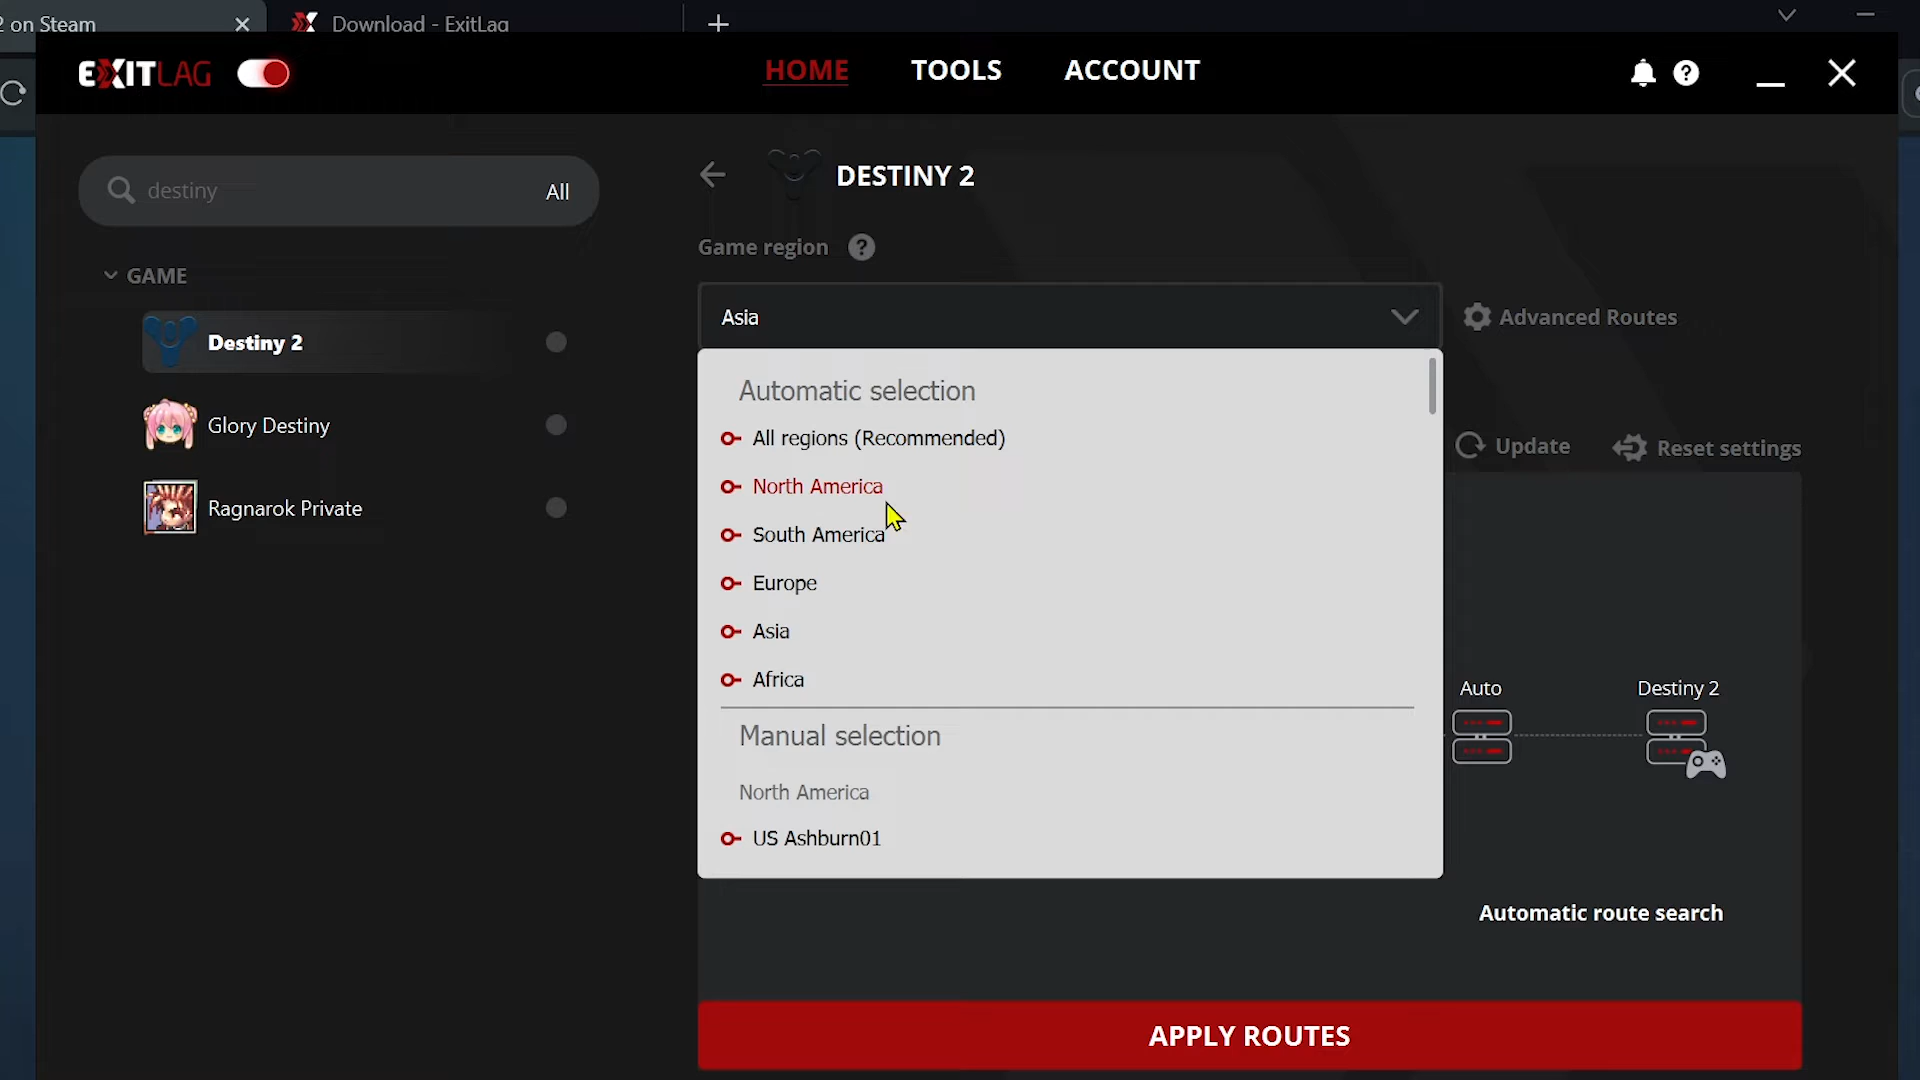 2 on Steam
Download - ExitLag
EXITLAG
HOME
TOOLS
ACCOUNT
destiny
All
GAME
Destiny 2
Glory Destiny
Ragnarok Private
DESTINY 2
Game region
Asia
Advanced Routes
Automatic selection
All regions (Recommended)
North America
South America
Europe
Asia
Africa
Manual selection
North America
US Ashburn01
Update
Reset settings
Auto
Destiny 2
Automatic route search
APPLY ROUTES